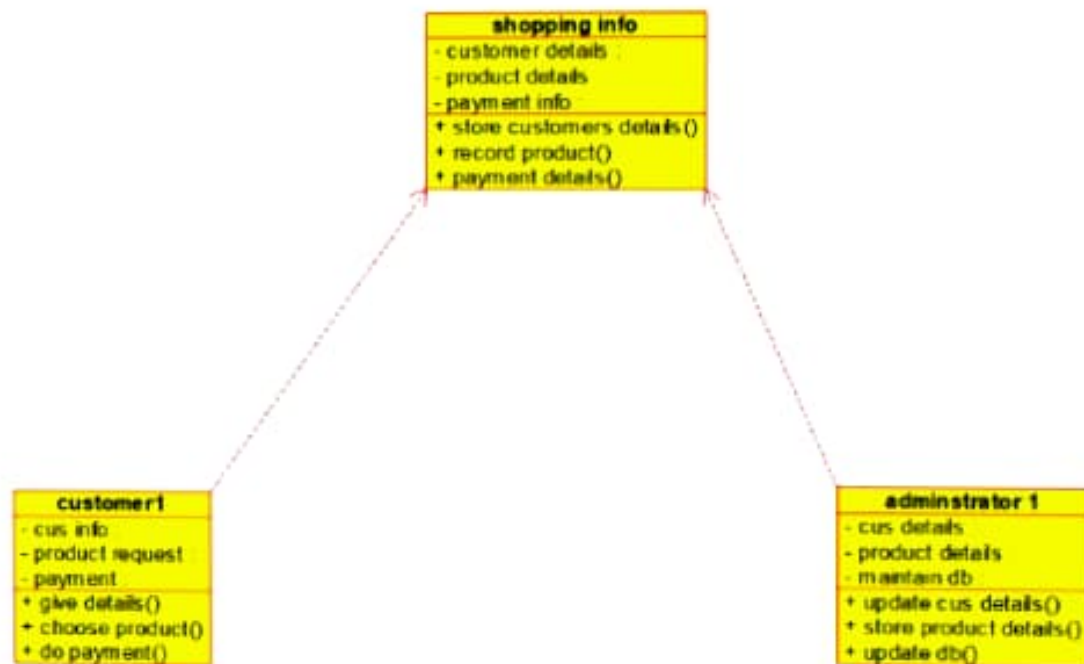 shopping info
- customer details
- product details
- payment info
+ store customers details()
+ record product()
+ payment details()
customer1
- cus info
- product request
- payment
+ give details()
+ choose product()
+ do payment()
adminstrator 1
- cus details
- product details
- maintain db
+ update cus details()
+ store product details()
+ update db()